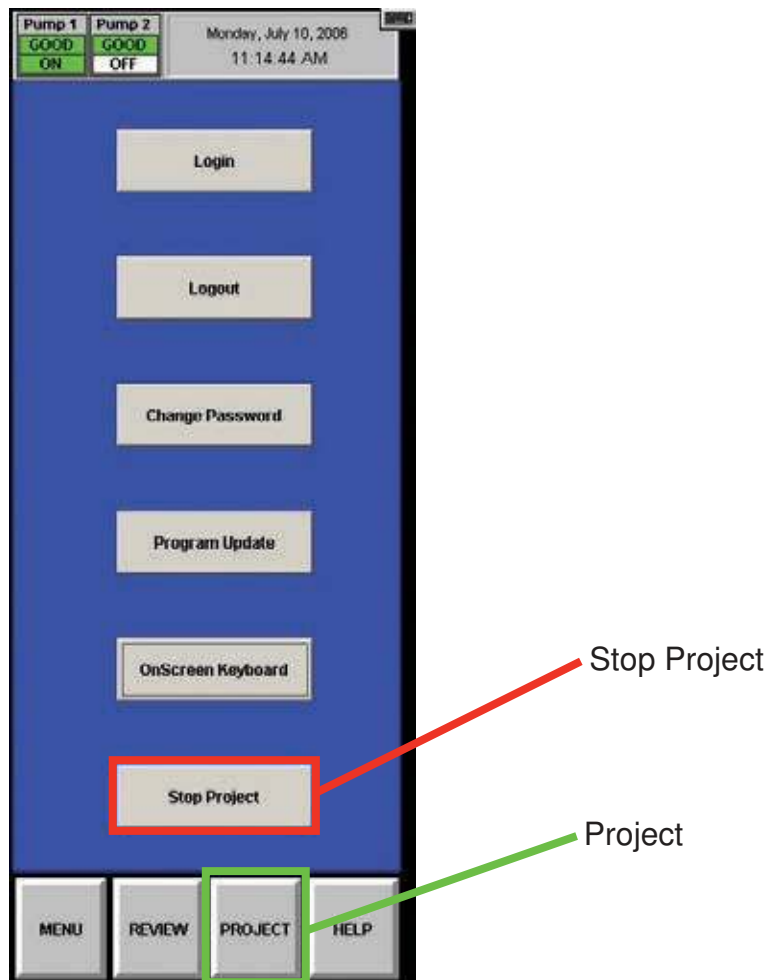 Pump 1 Pump 2
GOOD GOOD
ON OFF
Monday, July 10, 2006
11:14:44 AM
Login
Logout
Change Password
Program Update
OnScreen Keyboard
Stop Project
Stop Project
Project
MENU REVIEW PROJECT HELP